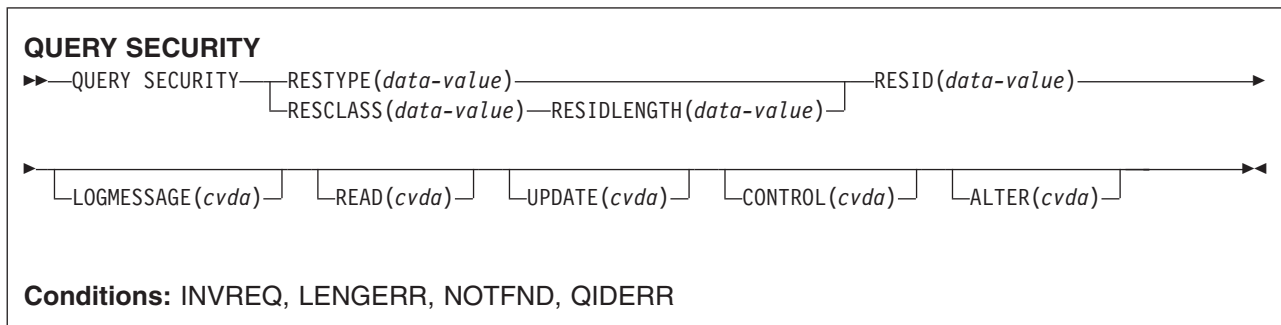 QUERY SECURITY
QUERY SECURITY RESTYPE(data-value) RESID(data-value)
RESCLASS(data-value) RESIDLENGTH(data-value)
LOGMESSAGE(cvda) READ(cvda) UPDATE(cvda) CONTROL(cvda) ALTER(cvda)
Conditions: INVREQ, LENGERR, NOTFND, QIDERR